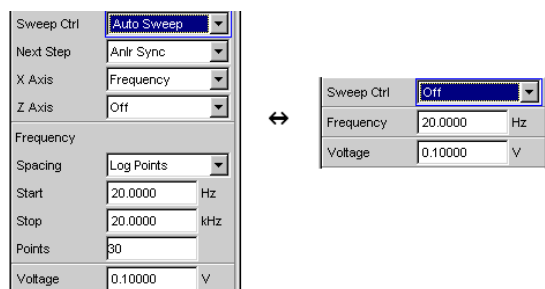 Sweep Ctrl Auto Sweep
Next Step Anlr Sync
X Axis Frequency
Z Axis Off
Frequency
Spacing Log Points
Start 20.0000 Hz
Stop 20.0000 kHz
Points 30
Voltage 0.10000 V
↔
Sweep Ctrl Off
Frequency 20.0000 Hz
Voltage 0.10000 V